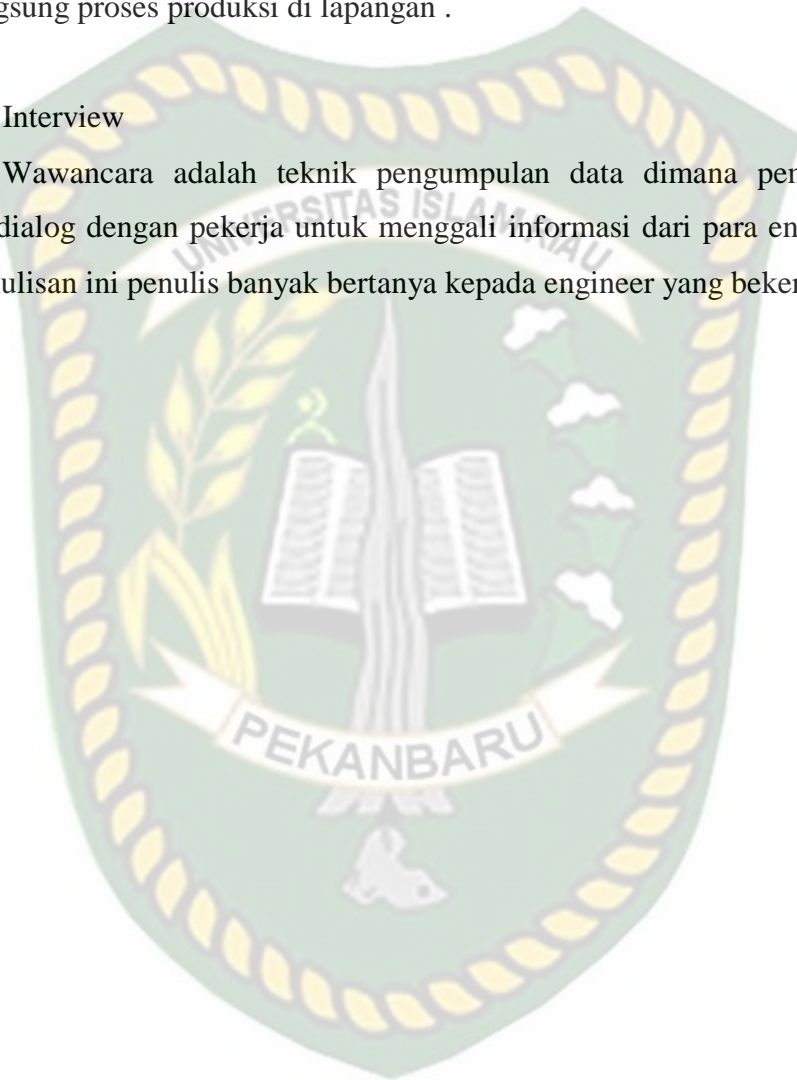 gsung proses produksi di lapangan .
Interview
Wawancara adalah teknik pengumpulan data dimana pen
dialog dengan pekerja untuk menggali informasi dari para en
ulisan ini penulis banyak bertanya kepada engineer yang beker
UNIVERSITAS ISLAM RIAU
PEKANBARU